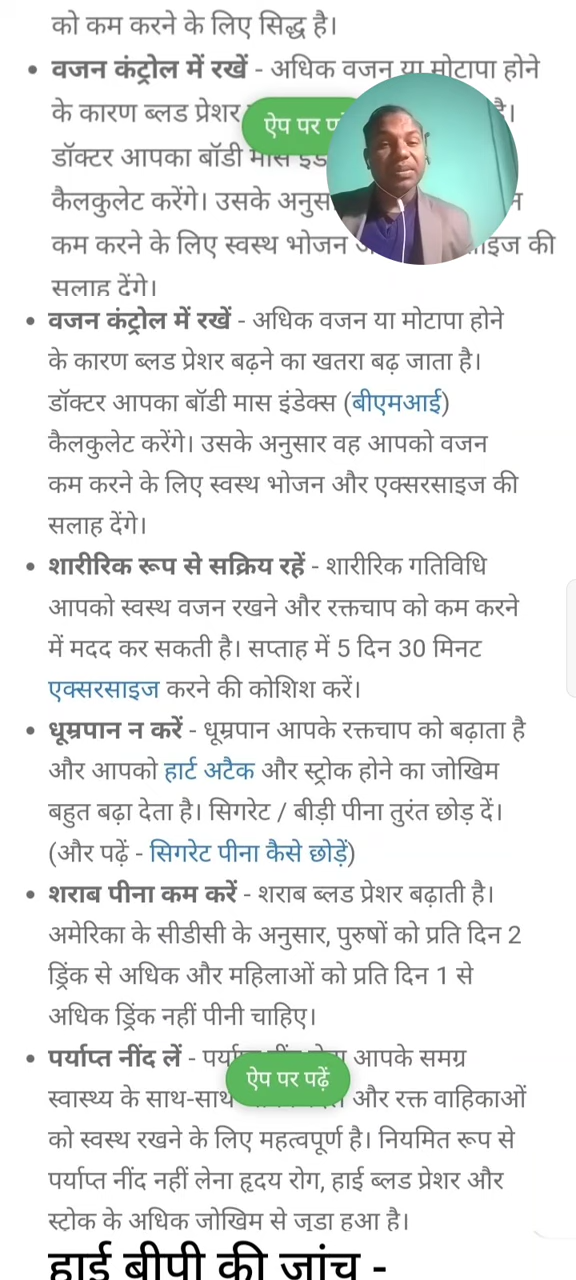 को कम करने के लिए सिद्ध है।
• वजन कंट्रोल में रखें - अधिक वजन या मोटापा होने
के कारण ब्लड प्रेशर
ऐप पर
डॉक्टर आपका बॉडी मास
कैलकुलेट करेंगे। उसके
कम करने के लिए स्वस्थ भोजन की
सलाह देंगे।
• वजन कंट्रोल में रखें - अधिक वजन या मोटापा होने
के कारण ब्लड प्रेशर बढ़ने का खतरा बढ़ जाता है।
डॉक्टर आपका बॉडी मास इंडेक्स (बीएमआई)
कैलकुलेट करेंगे। उसके अनुसार वह आपको वजन
कम करने के लिए स्वस्थ भोजन और एक्सरसाइज की
सलाह देंगे।
• शारीरिक रूप से सक्रिय रहें - शारीरिक गतिविधि
आपको स्वस्थ वजन रखने और रक्तचाप को कम करने
में मदद कर सकती है। सप्ताह में 5 दिन 30 मिनट
एक्सरसाइज करने की कोशिश करें।
• धूम्रपान न करें - धूम्रपान आपके रक्तचाप को बढ़ाता है
और आपको हार्ट अटैक और स्ट्रोक होने का जोखिम
बहुत बढ़ा देता है। सिगरेट / बीड़ी पीना तुरंत छोड़ दें।
(और पढ़ें - सिगरेट पीना कैसे छोड़ें)
• शराब पीना कम करें - शराब ब्लड प्रेशर बढ़ाती है।
अमेरिका के सीडीसी के अनुसार, पुरुषों को प्रति दिन 2
ड्रिंक से अधिक और महिलाओं को प्रति दिन 1 से
अधिक ड्रिंक नहीं पीनी चाहिए।
• पर्याप्त नींद लें - आपके समग्र
ऐप पर पढ़ें
स्वास्थ्य के साथ-साथ और रक्त वाहिकाओं
को स्वस्थ रखने के लिए महत्वपूर्ण है। नियमित रूप से
पर्याप्त नींद नहीं लेना हृदय रोग, हाई ब्लड प्रेशर और
स्ट्रोक के अधिक जोखिम से जुडा हुआ है।
हाई बीपी की जांच -